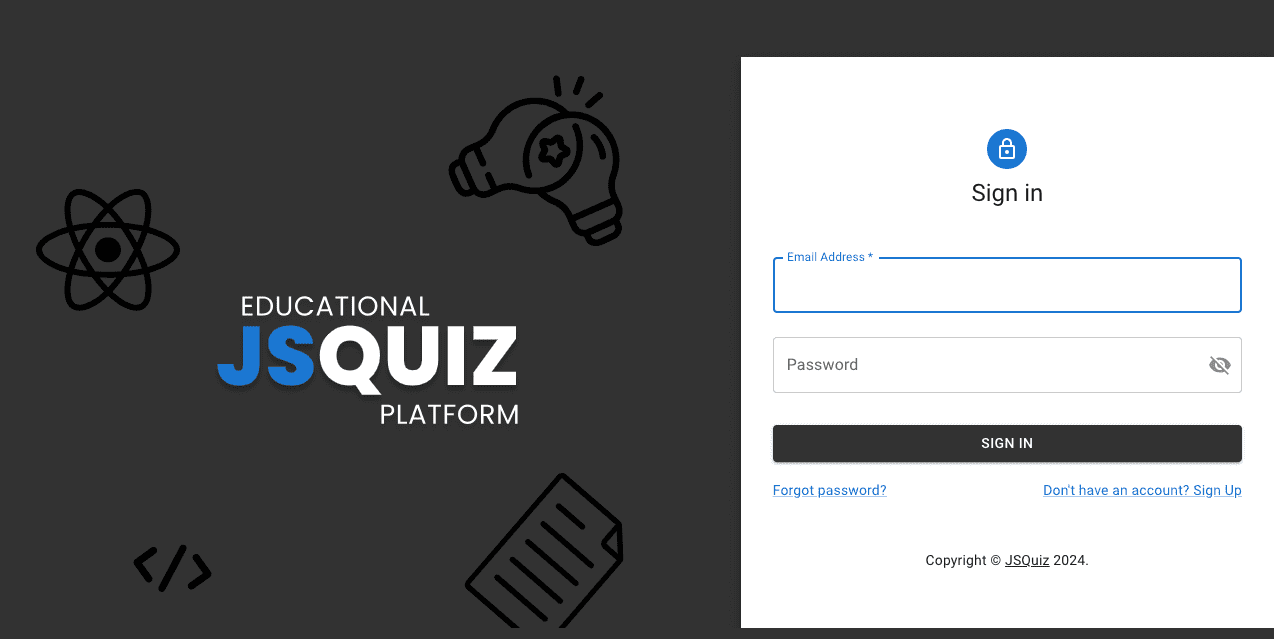 EDUCATIONAL
JSQUIZ
PLATFORM
Sign in
Email Address *
Password
SIGN IN
Forgot password? Don't have an account? Sign Up
Copyright © JSQuiz 2024.